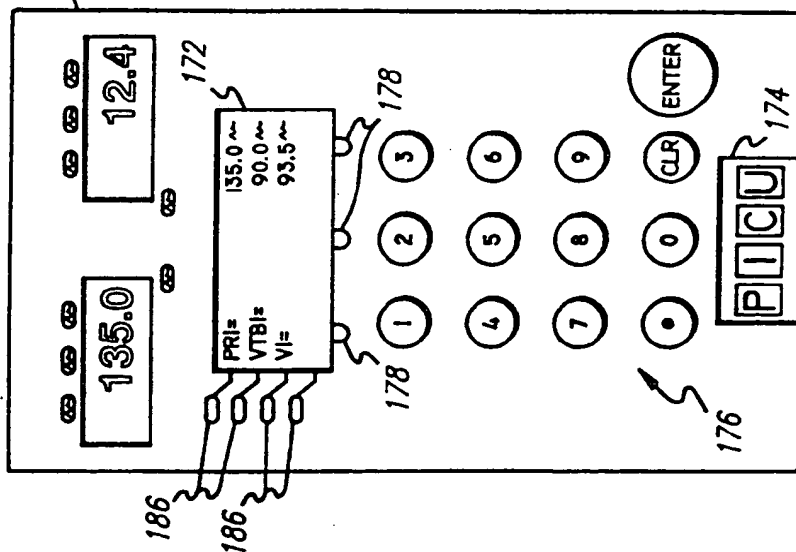 135.0 12.4
172
PRI= 135.0
VTBI= 90.0
VI= 93.5
186
186
178 178
1 2 3
4 5 6
7 8 9
0 CLR ENTER
176
PICU
174